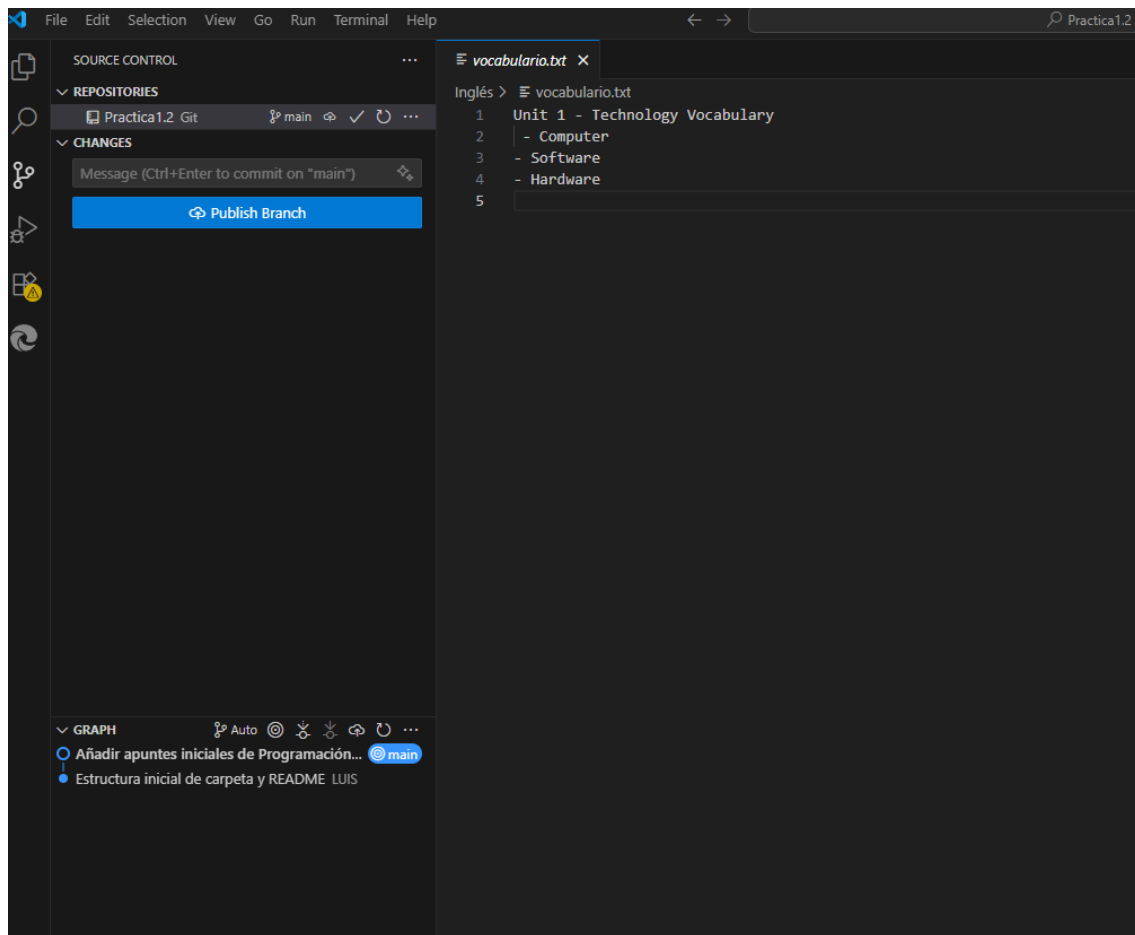 File Edit Selection View Go Run Terminal Help
Practica1.2
SOURCE CONTROL
REPOSITORIES
Practica1.2 Git main
CHANGES
Message (Ctrl+Enter to commit on "main")
Publish Branch
vocabulario.txt
Inglés > vocabulario.txt
1 Unit 1 - Technology Vocabulary
2 - Computer
3 - Software
4 - Hardware
5
GRAPH Auto
Añadir apuntes iniciales de Programación... main
Estructura inicial de carpeta y README LUIS